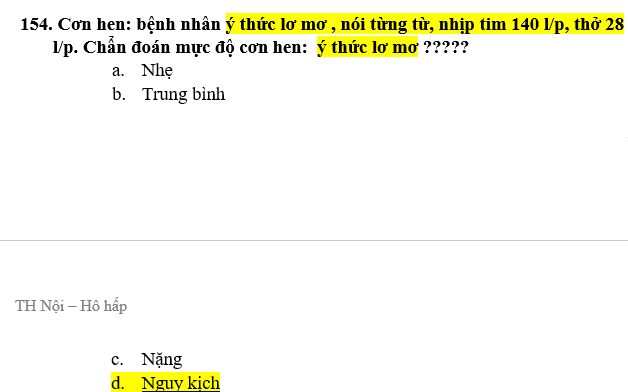 154. Cơn hen: bệnh nhân ý thức lơ mơ , nói từng từ, nhịp tim 140 l/p, thở 28
l/p. Chẩn đoán mực độ cơn hen: ý thức lơ mơ ?????
a. Nhẹ
b. Trung bình
TH Nội – Hô hấp
c. Nặng
d. Nguy kịch